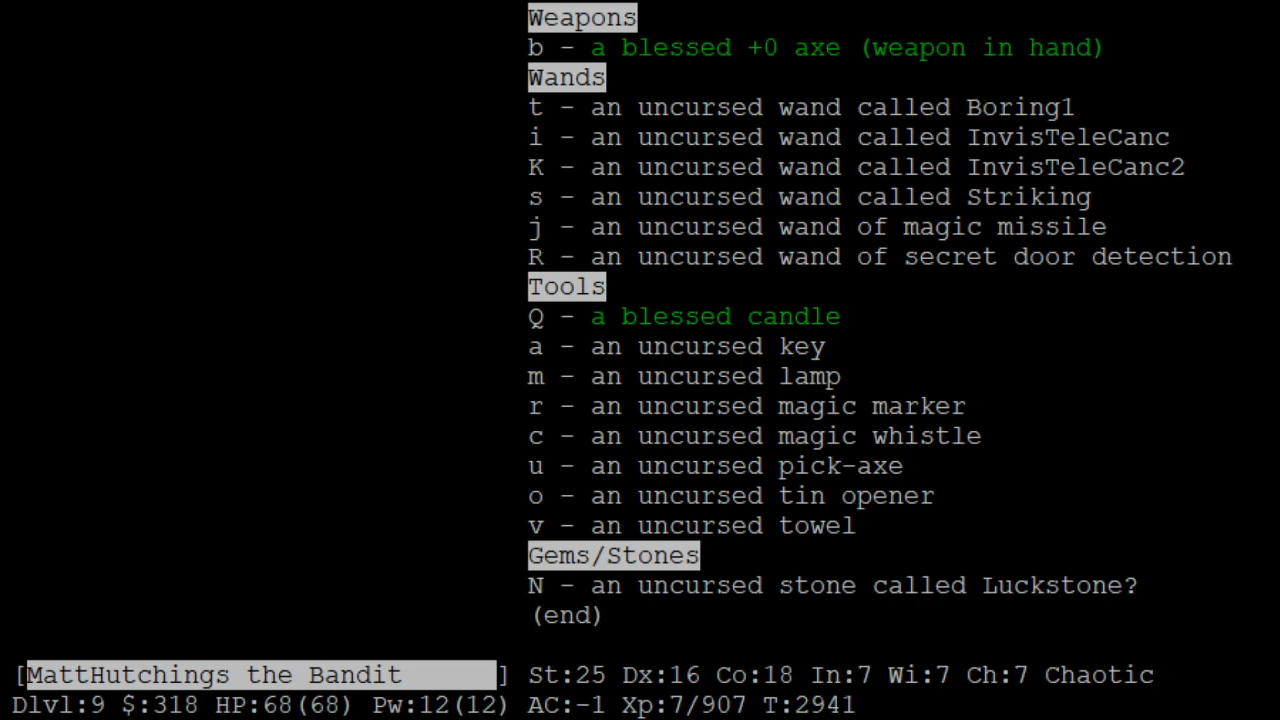 Weapons
b - a blessed +0 axe (weapon in hand)
Wands
t - an uncursed wand called Boring1
i - an uncursed wand called InvisTeleCanc
K - an uncursed wand called InvisTeleCanc2
s - an uncursed wand called Striking
j - an uncursed wand of magic missile
R - an uncursed wand of secret door detection
Tools
Q - a blessed candle
a - an uncursed key
m - an uncursed lamp
r - an uncursed magic marker
c - an uncursed magic whistle
u - an uncursed pick-axe
o - an uncursed tin opener
v - an uncursed towel
Gems/Stones
N - an uncursed stone called Luckstone?
(end)
[MattHutchings the Bandit ] St:25 Dx:16 Co:18 In:7 Wi:7 Ch:7 Chaotic
Dlvl:9 $:318 HP:68(68) Pw:12(12) AC:-1 Xp:7/907 T:2941